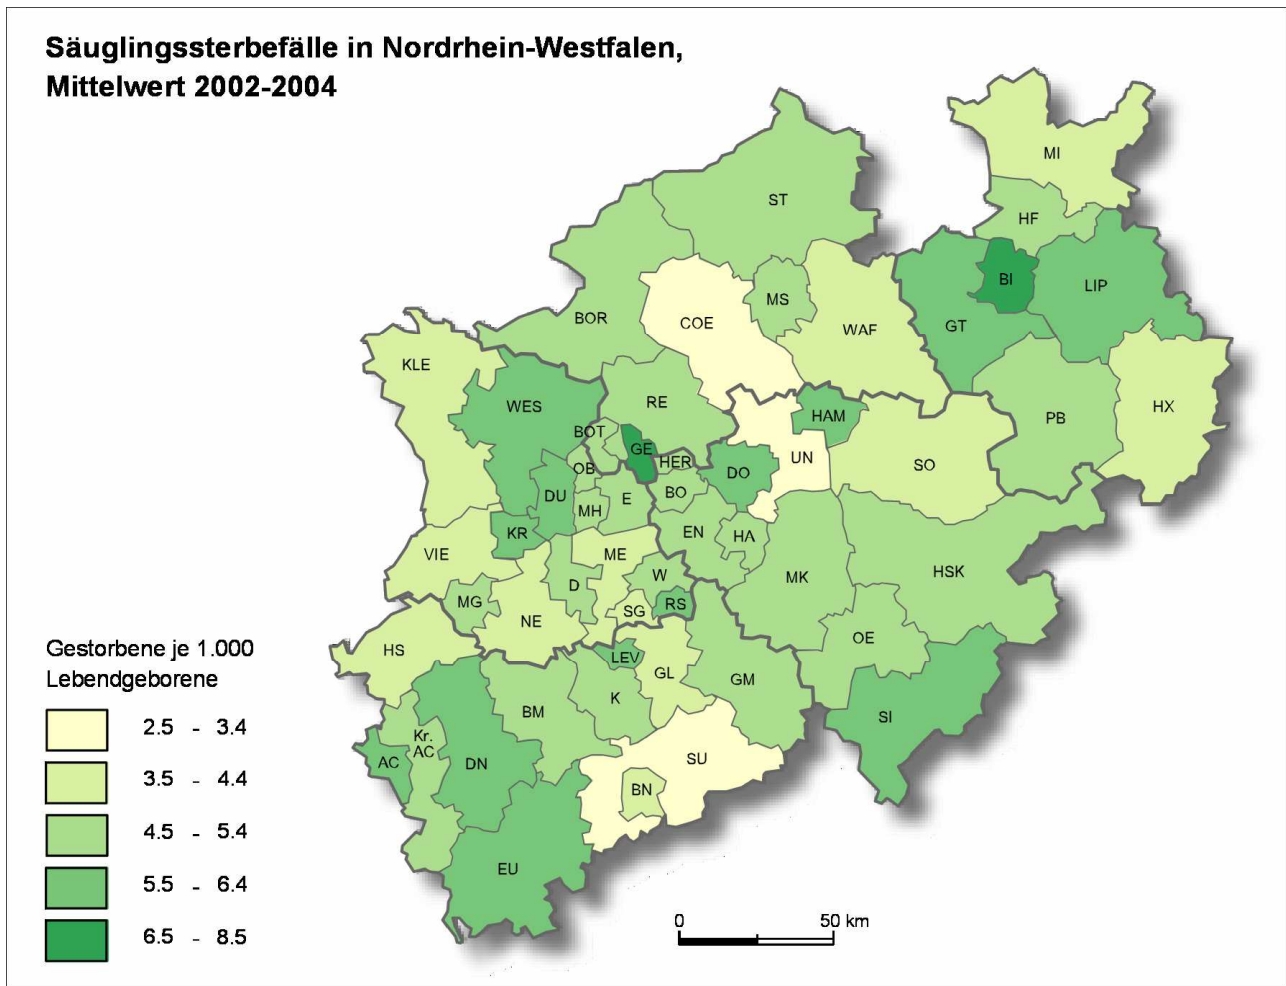 Säuglingssterbefälle in Nordrhein-Westfalen,
Mittelwert 2002-2004
MI
ST
HF
BI
LIP
MS
COE
BOR
WAF
GT
KLE
RE
WES
HX
HAM
PB
BOT
GE
UN
HER
SO
OB
DO
DU
BO
E
MH
KR
EN
HA
VIE
ME
HSK
W
MK
D
MG
RS
SG
NE
OE
HS
LEV
GL
GM
K
BM
SI
Kr.
AC
SU
AC
DN
BN
EU
Gestorbene je 1.000
Lebendgeborene
2.5 - 3.4
3.5 - 4.4
4.5 - 5.4
5.5 - 6.4
6.5 - 8.5
0 50 km